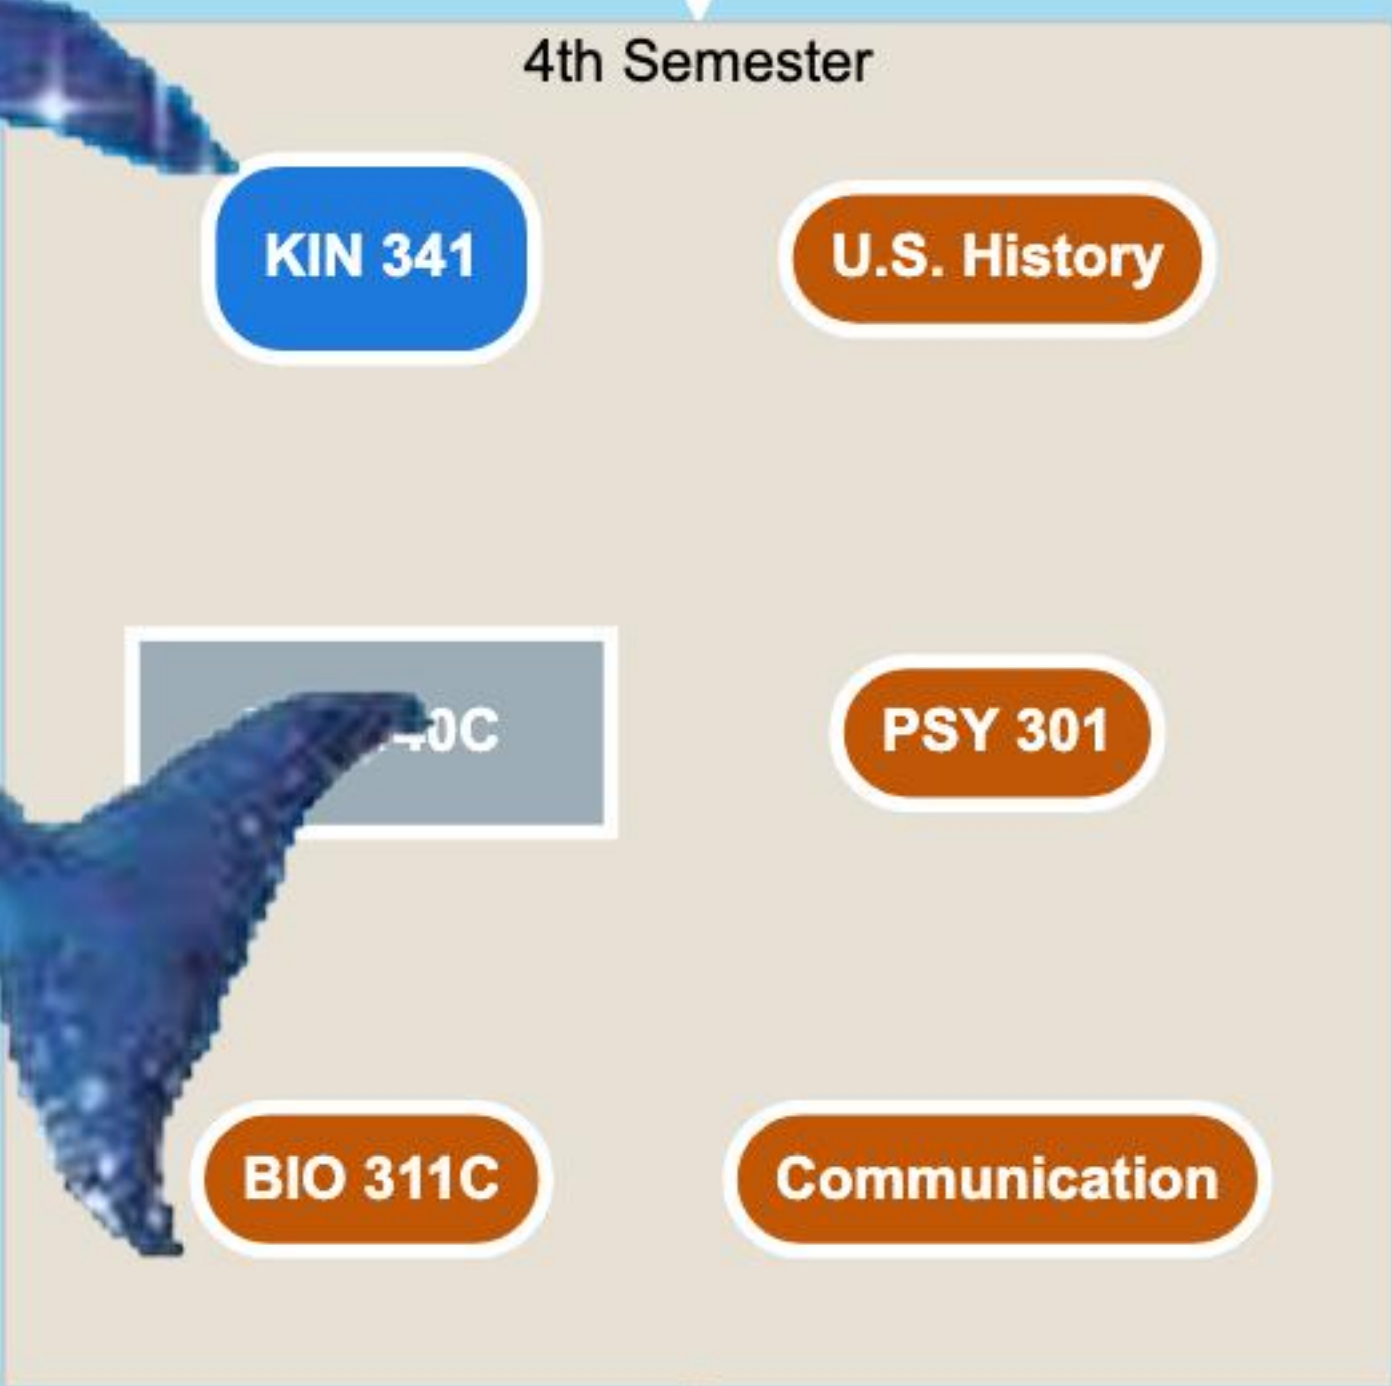 4th Semester
KIN 341
U.S. History
PSY 301
BIO 311C
Communication